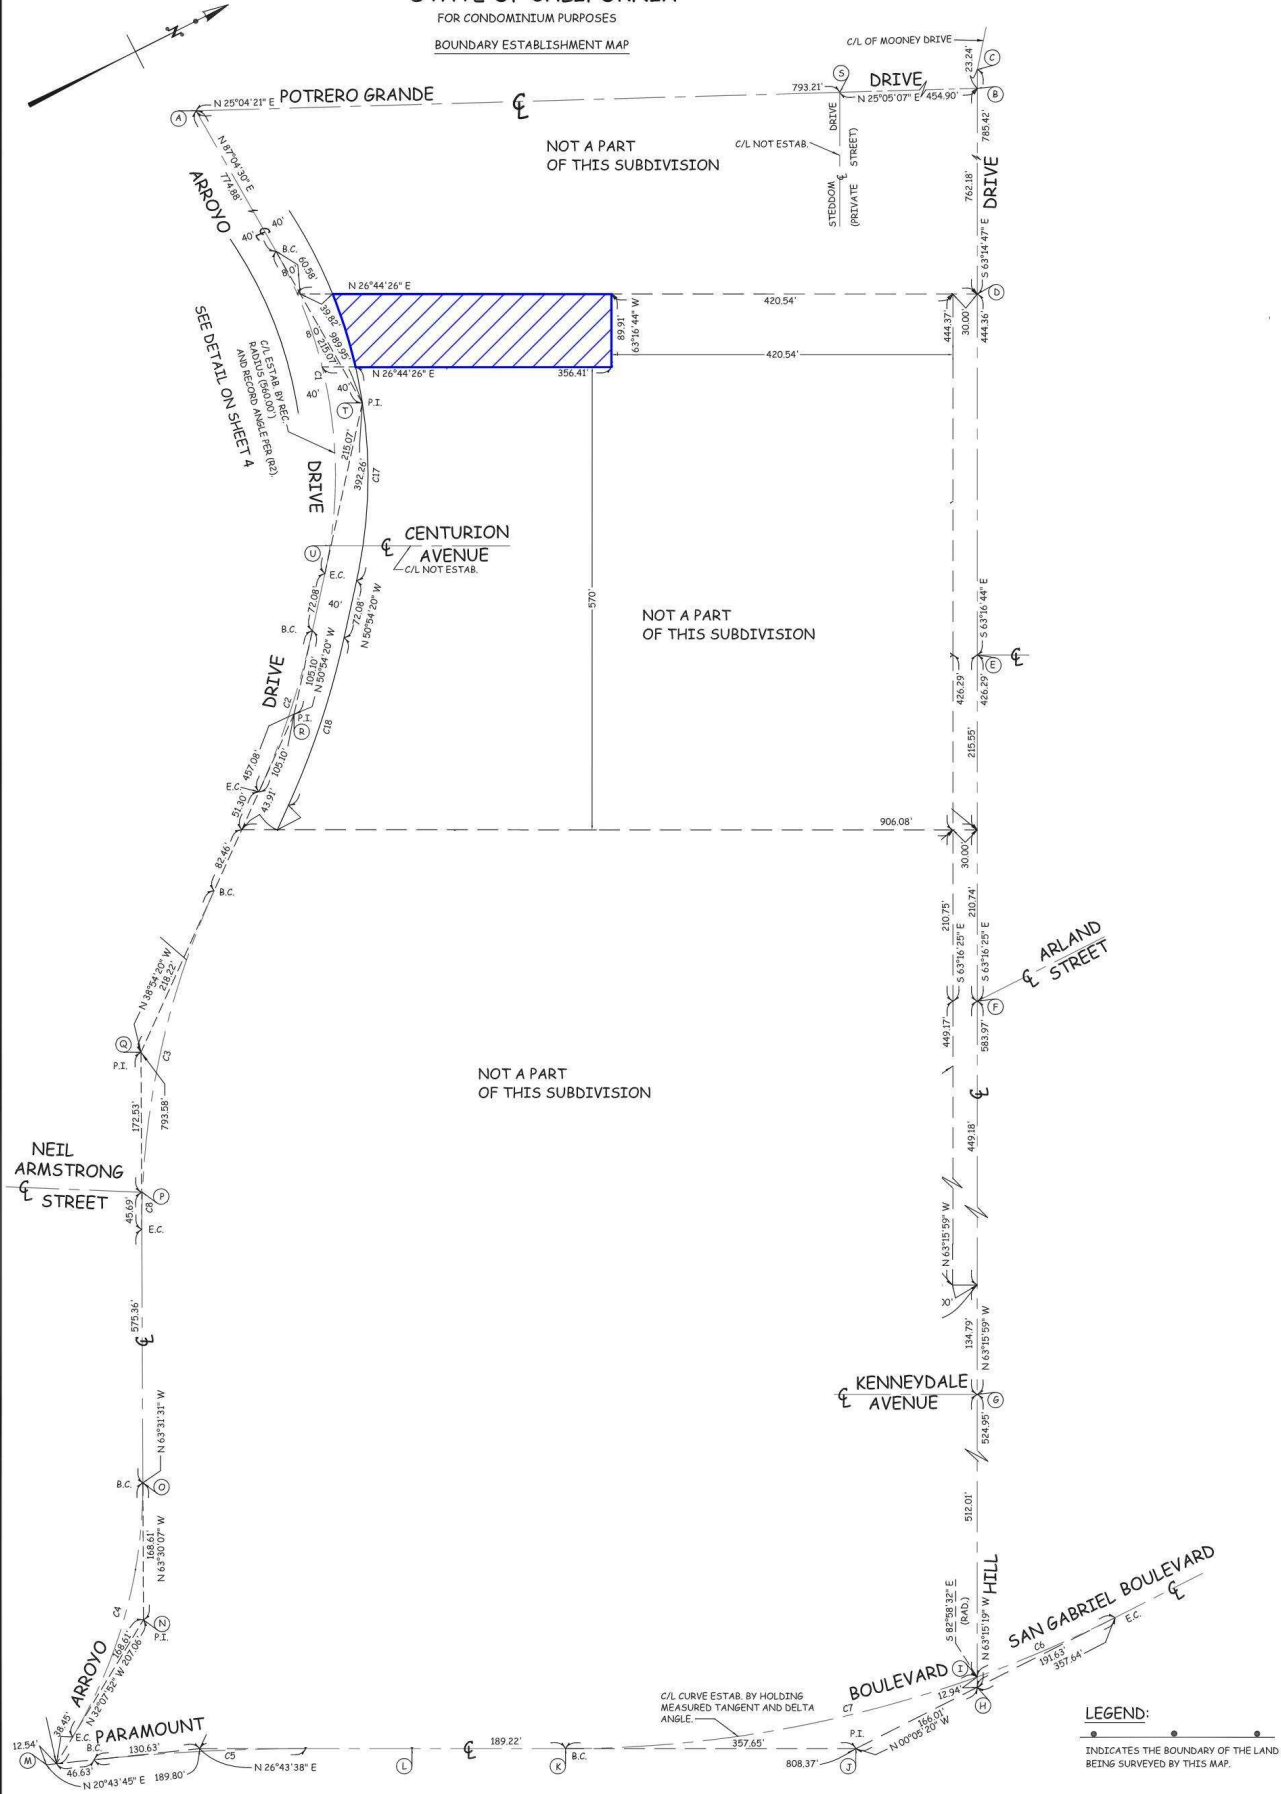 FOR CONDOMINIUM PURPOSES
BOUNDARY ESTABLISHMENT MAP
N
C/L OF MOONEY DRIVE
23.24'
C
S
DRIVE
793.21'
N 25°05'07" E 454.90'
B
N 25°04'21" E
POTRERO GRANDE
A
NOT A PART
OF THIS SUBDIVISION
C/L NOT ESTAB.
DRIVE
STREET)
STEDDOM
(PRIVATE
785.42'
762.18'
DRIVE
S 63°14'47" E
N 87°04'30" E
774.88'
ARROYO
40'
40'
B.C.
60.58'
80'
N 26°44'26" E
39.82'
989.95'
80'
215.07'
C1
40'
40'
89.91'
63°16'44" W
420.54'
D
444.37'
30.00'
444.36'
420.54'
N 26°44'26" E
356.41'
T
P.I.
SEE DETAIL ON SHEET 4
C/L ESTAB. BY REC.
RADIUS (560.00')
AND RECORD ANGLE PER (R2).
215.07'
392.26'
C17
DRIVE
U
CENTURION
AVENUE
C/L NOT ESTAB.
E.C.
72.08'
40'
72.08'
N 50°54'20" W
B.C.
570'
NOT A PART
OF THIS SUBDIVISION
S 63°16'44" E
E
426.29'
426.29'
215.55'
DRIVE
105.10'
N 50°54'20" W
C2
P.I.
R
C18
457.08'
105.10'
E.C.
51.30'
43.91'
906.08'
30.00'
82.46'
B.C.
210.75'
210.74'
S 63°16'25" E
S 63°16'25" E
ARLAND
STREET
F
N 38°54'20" W
218.22'
Q
P.I.
C3
449.17'
583.97'
NOT A PART
OF THIS SUBDIVISION
172.53'
793.58'
449.18'
NEIL
ARMSTRONG
STREET
P
45.69'
C8
E.C.
N 63°15'59" W
00'
575.36'
134.79'
N 63°15'59" W
KENNEYDALE
AVENUE
G
524.95'
N 63°31'31" W
B.C.
O
512.01'
168.61'
N 63°30'07" W
HILL
SAN GABRIEL BOULEVARD
S 82°58'32" E
(RAD.)
N 63°15'19" W
C4
N
P.I.
E.C.
C6
191.63'
357.64'
ARROYO
168.61'
N 32°07'52" W 207.06'
BOULEVARD
I
12.94'
H
C/L CURVE ESTAB. BY HOLDING
MEASURED TANGENT AND DELTA
ANGLE.
C7
166.01'
N 00°05'20" W
LEGEND:
38.45'
E.C.
PARAMOUNT
12.54'
B.C.
130.63'
P.I.
189.22'
357.65'
M
46.63'
C5
N 26°43'38" E
L
K
B.C.
808.37'
J
N 20°43'45" E 189.80'
INDICATES THE BOUNDARY OF THE LAND
BEING SURVEYED BY THIS MAP.